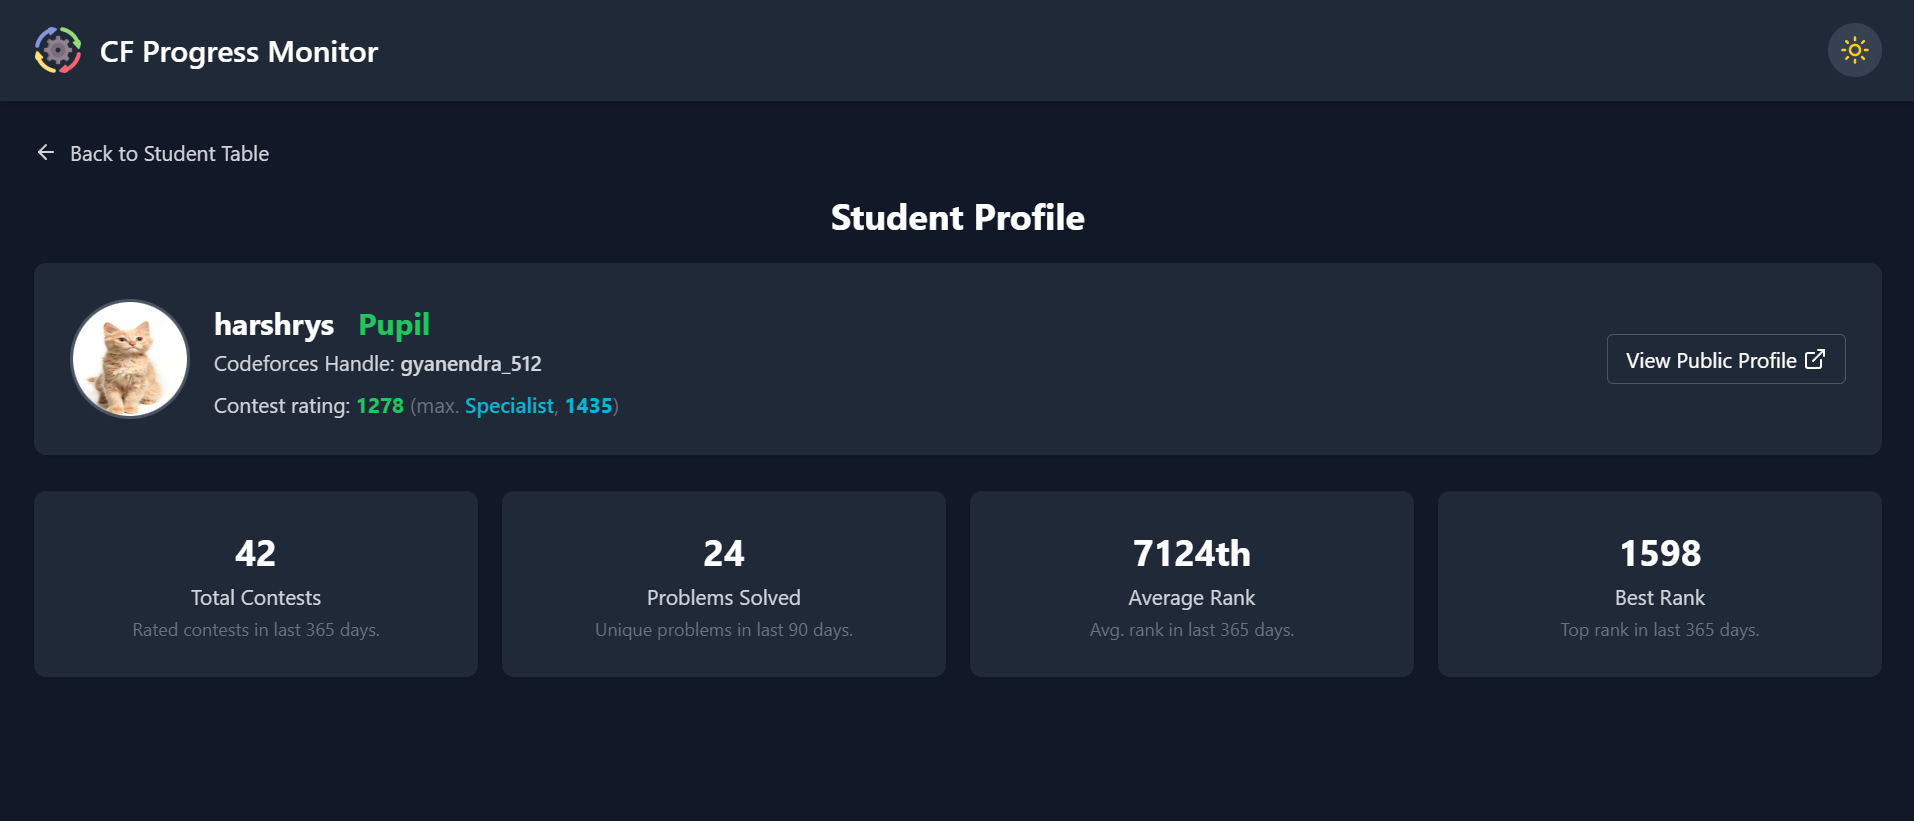 CF Progress Monitor
Back to Student Table
Student Profile
harshrys Pupil
Codeforces Handle: gyanendra_512
Contest rating: 1278 (max. Specialist, 1435)
View Public Profile
42
Total Contests
Rated contests in last 365 days.
24
Problems Solved
Unique problems in last 90 days.
7124th
Average Rank
Avg. rank in last 365 days.
1598
Best Rank
Top rank in last 365 days.